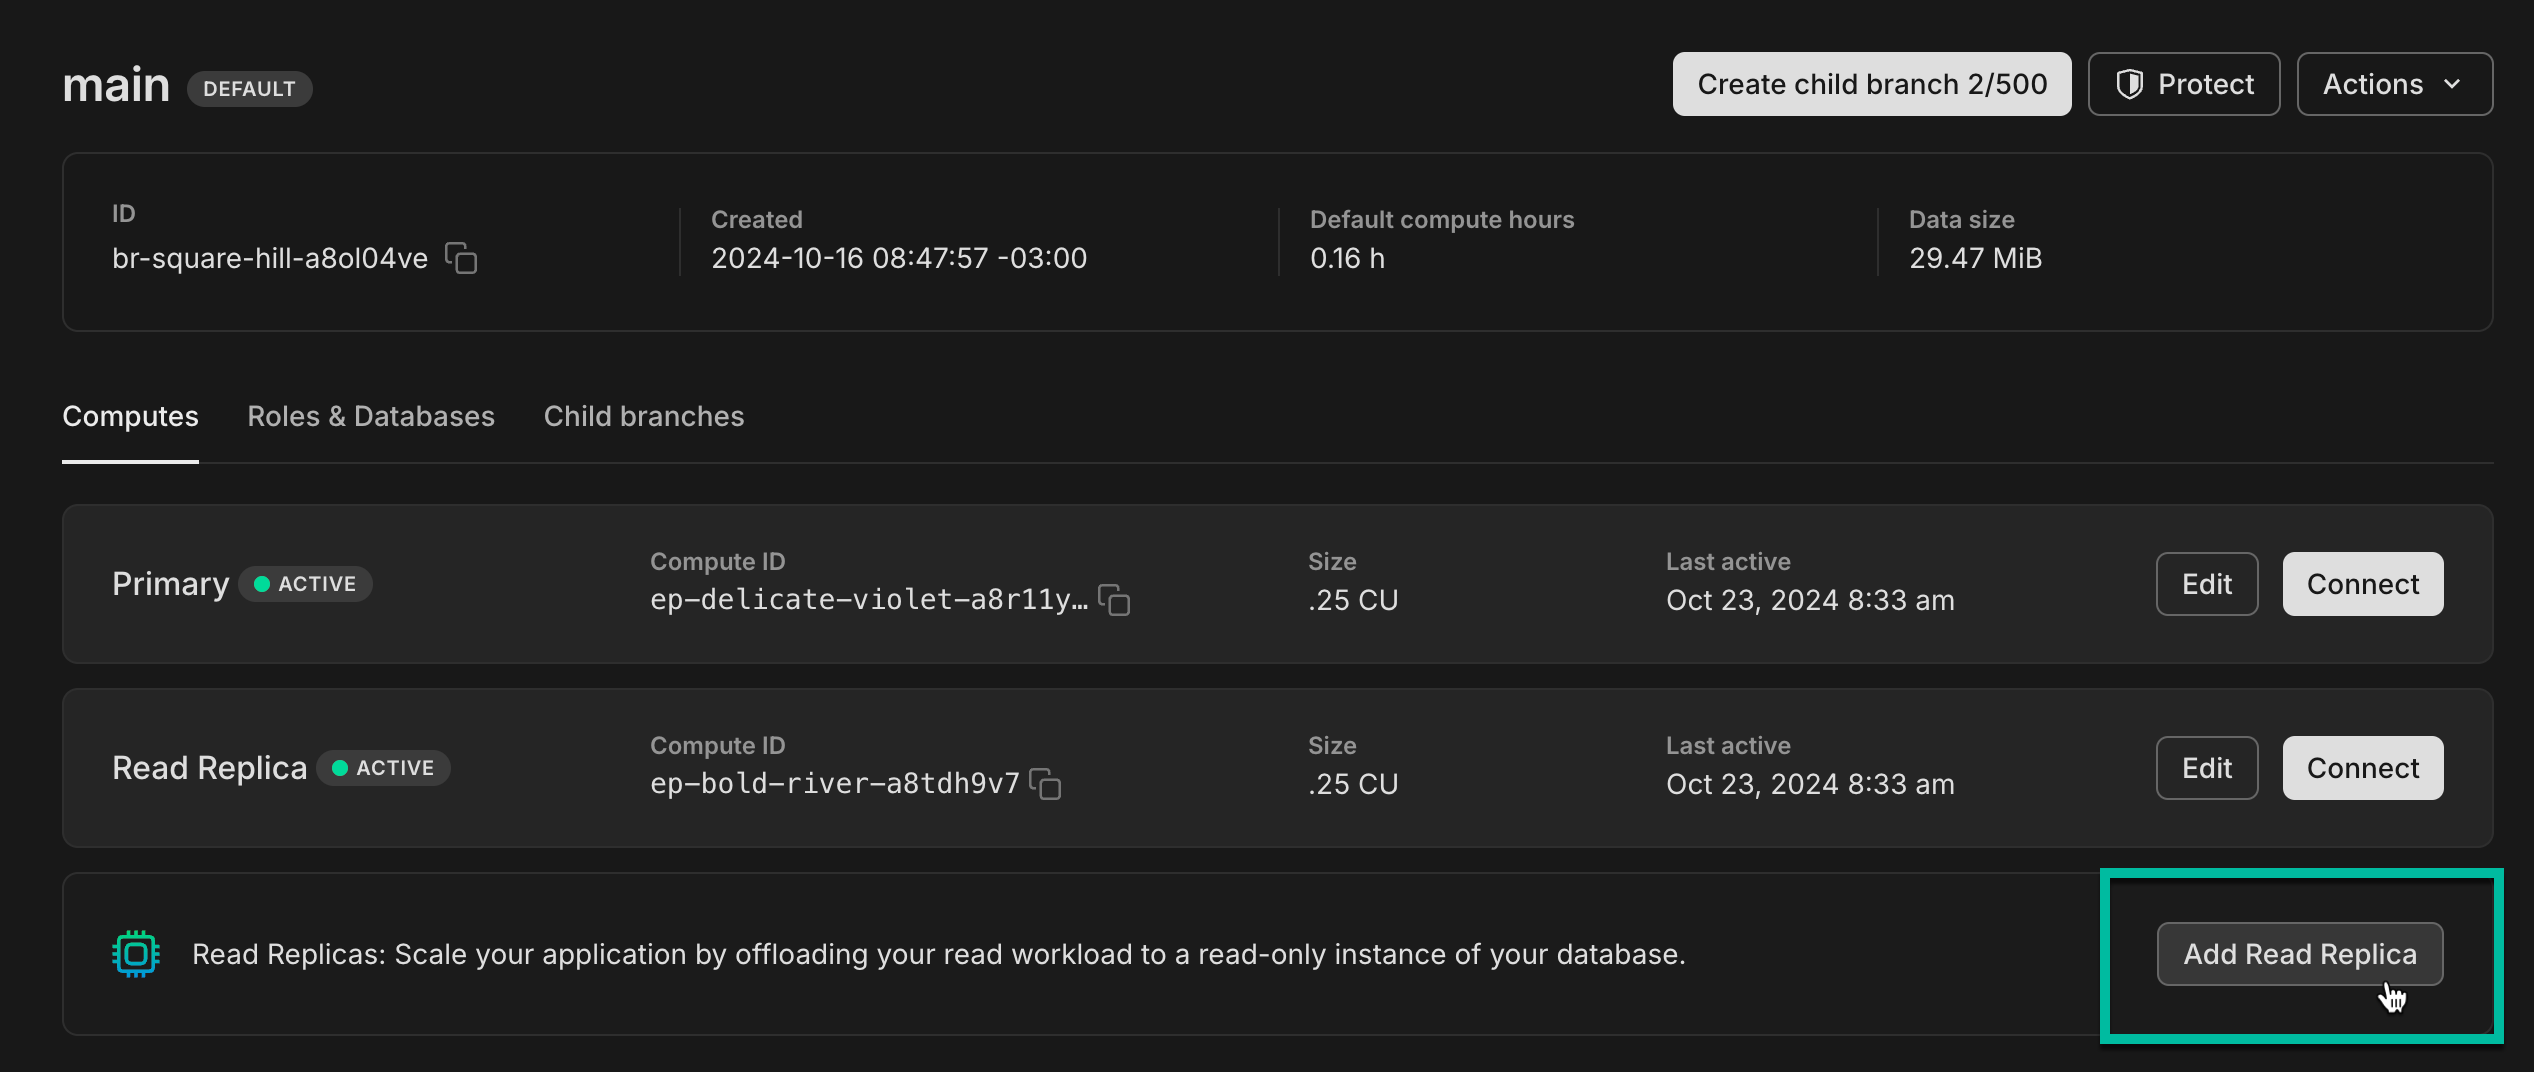 main DEFAULT
Create child branch 2/500 Protect Actions
ID
br-square-hill-a8ol04ve
Created
2024-10-16 08:47:57 -03:00
Default compute hours
0.16 h
Data size
29.47 MiB
Computes Roles & Databases Child branches
Primary ACTIVE
Compute ID
ep-delicate-violet-a8r11y…
Size
.25 CU
Last active
Oct 23, 2024 8:33 am
Edit Connect
Read Replica ACTIVE
Compute ID
ep-bold-river-a8tdh9v7
Size
.25 CU
Last active
Oct 23, 2024 8:33 am
Edit Connect
Read Replicas: Scale your application by offloading your read workload to a read-only instance of your database.
Add Read Replica